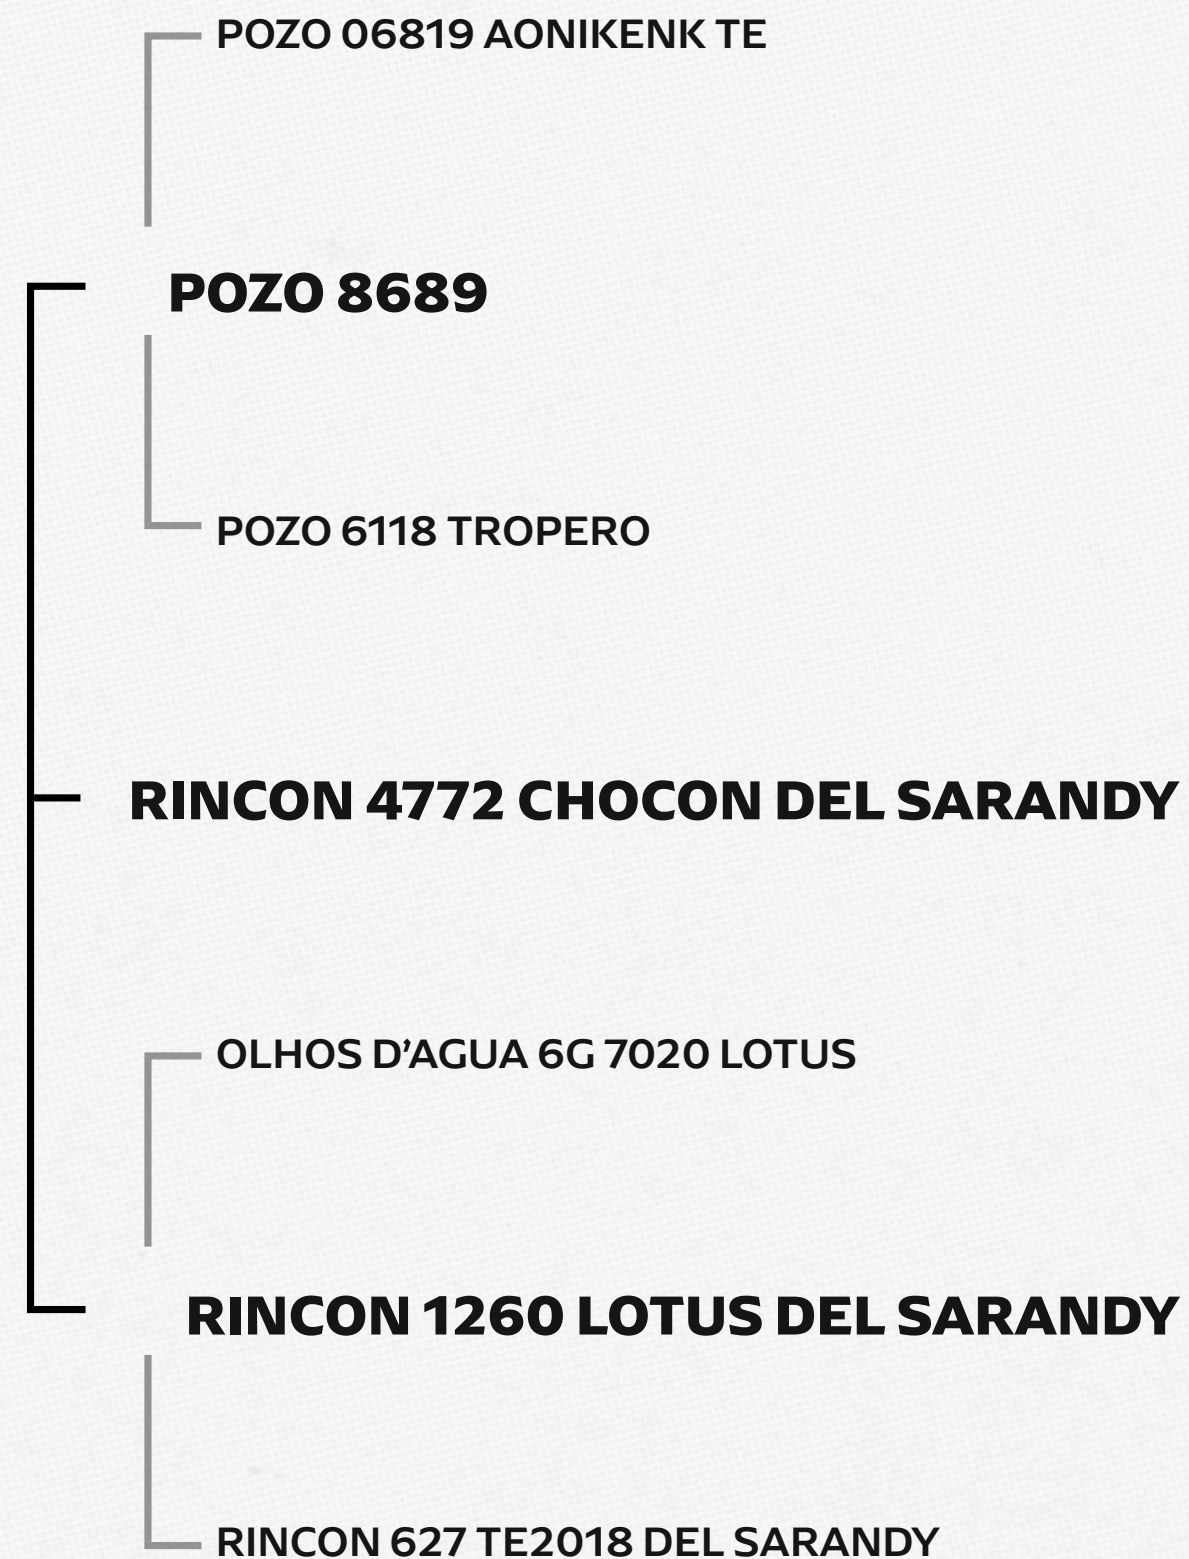 POZO 06819 AONIKENK TE
POZO 8689
POZO 6118 TROPERO
RINCON 4772 CHOCON DEL SARANDY
OLHOS D’AGUA 6G 7020 LOTUS
RINCON 1260 LOTUS DEL SARANDY
RINCON 627 TE2018 DEL SARANDY